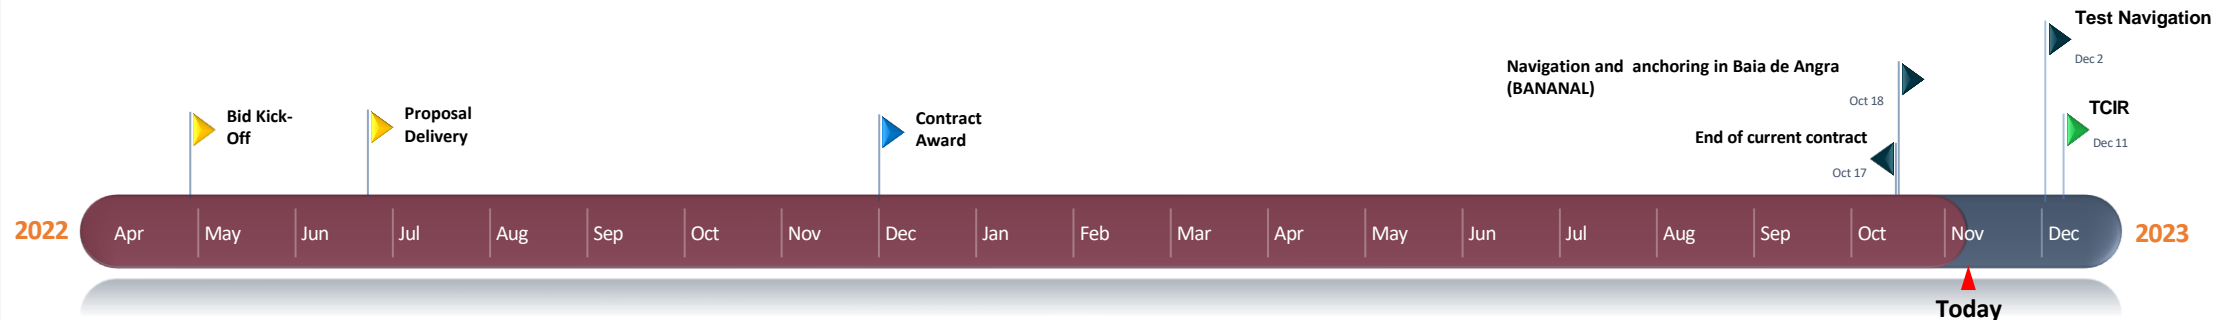 Test Navigation
Dec 2
Navigation and anchoring in Baia de Angra
(BANANAL)
Oct 18
Bid Kick-
Off
Proposal
Delivery
Contract
Award
End of current contract
Oct 17
TCIR
Dec 11
2022 Apr May Jun Jul Aug Sep Oct Nov Dec Jan Feb Mar Apr May Jun Jul Aug Sep Oct Nov Dec 2023
Today